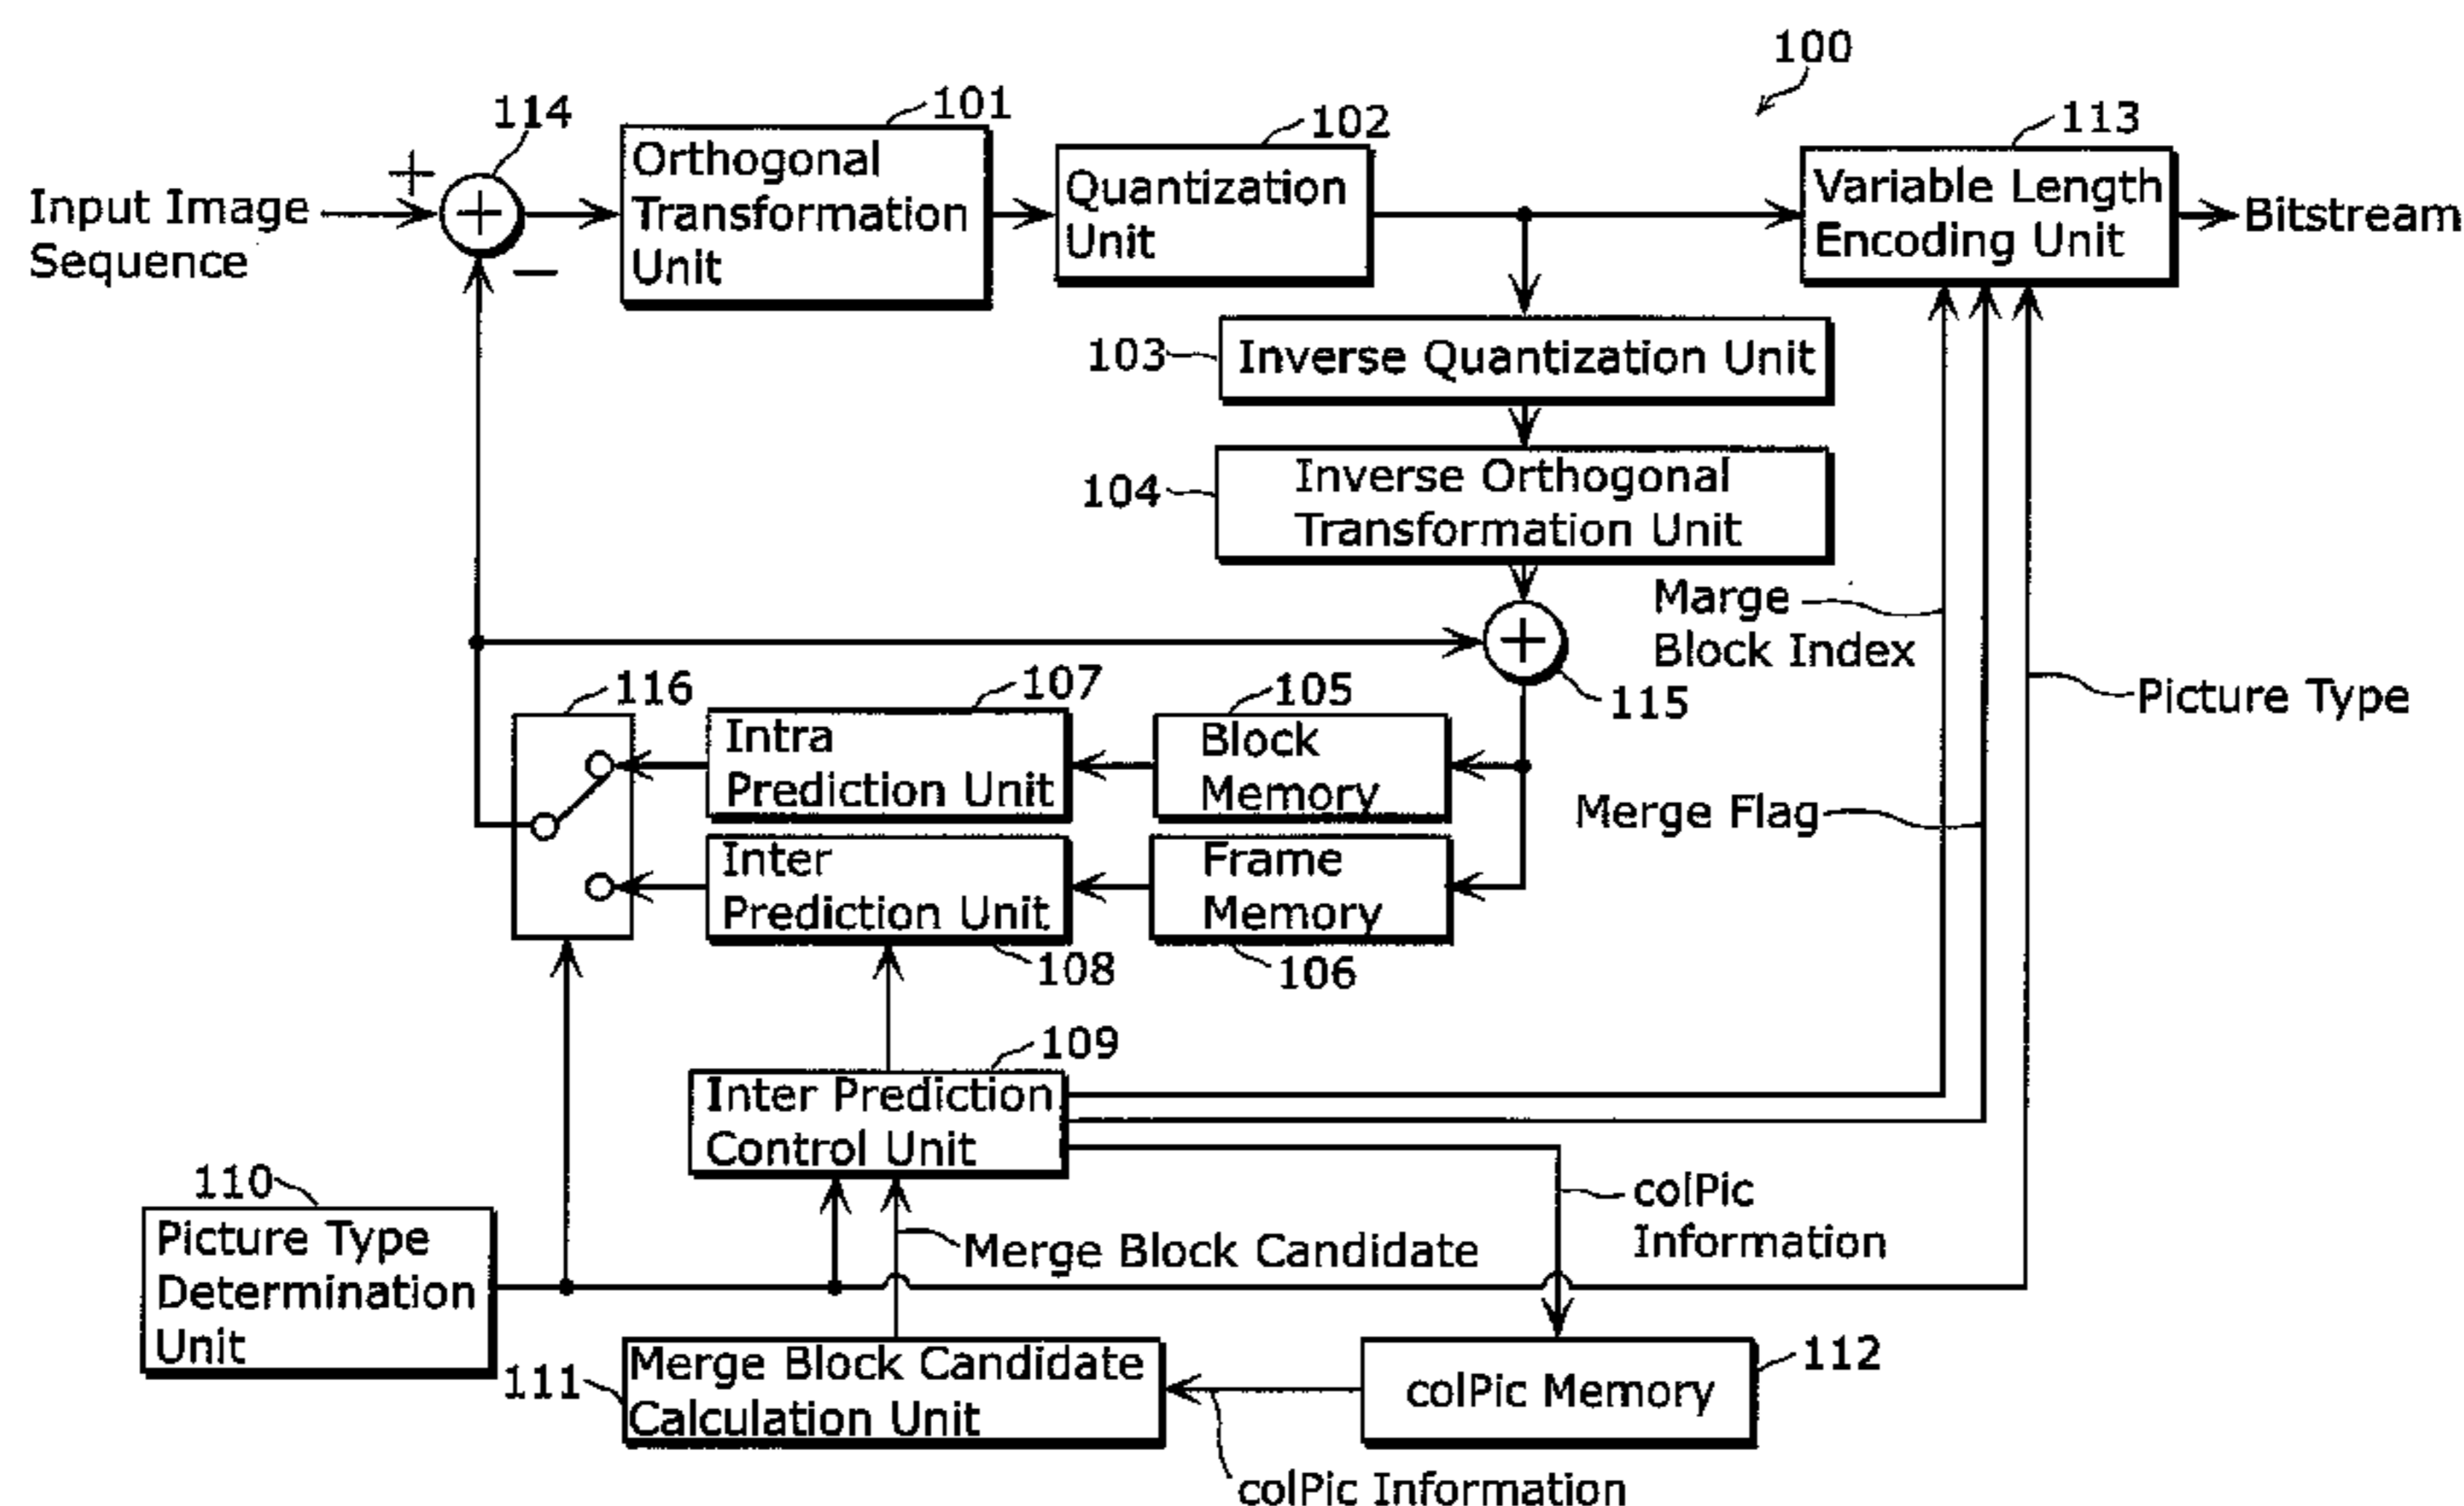 100
114
101
102
113
+
Input Image
Sequence
+
−
Orthogonal
Transformation
Unit
Quantization
Unit
Variable Length
Encoding Unit
Bitstream
103
Inverse Quantization Unit
104
Inverse Orthogonal
Transformation Unit
Marge
Block Index
+
115
Picture Type
116
107
105
Intra
Prediction Unit
Block
Memory
Merge Flag
Inter
Prediction Unit
Frame
Memory
108
106
109
Inter Prediction
Control Unit
110
colPic
Information
Picture Type
Determination
Unit
Merge Block Candidate
111
Merge Block Candidate
Calculation Unit
colPic Memory
112
colPic Information